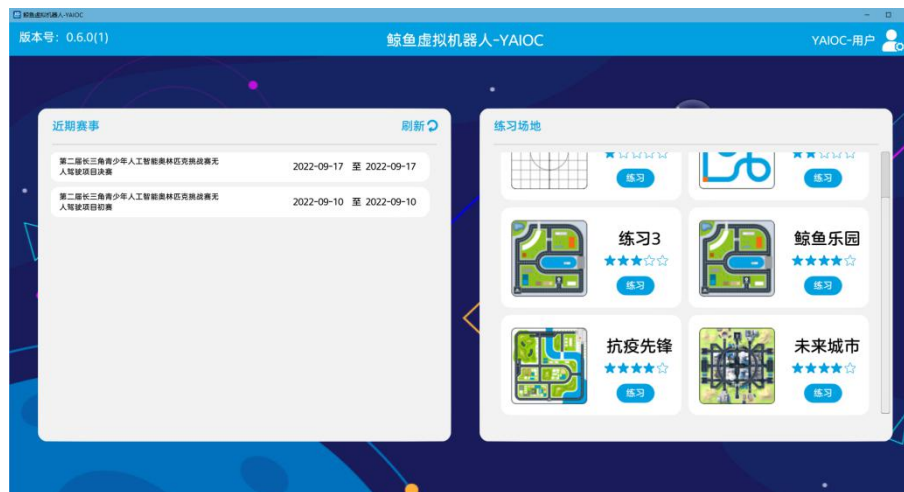 鲸鱼虚拟机器人-YAIOC
版本号：0.6.0(1)
鲸鱼虚拟机器人-YAIOC
YAIOC-用户
近期赛事
刷新
第二届长三角青少年人工智能奥林匹克挑战赛无
人驾驶项目决赛
2022-09-17 至 2022-09-17
第二届长三角青少年人工智能奥林匹克挑战赛无
人驾驶项目初赛
2022-09-10 至 2022-09-10
练习场地
练习
练习
练习3
练习
鲸鱼乐园
练习
抗疫先锋
练习
未来城市
练习